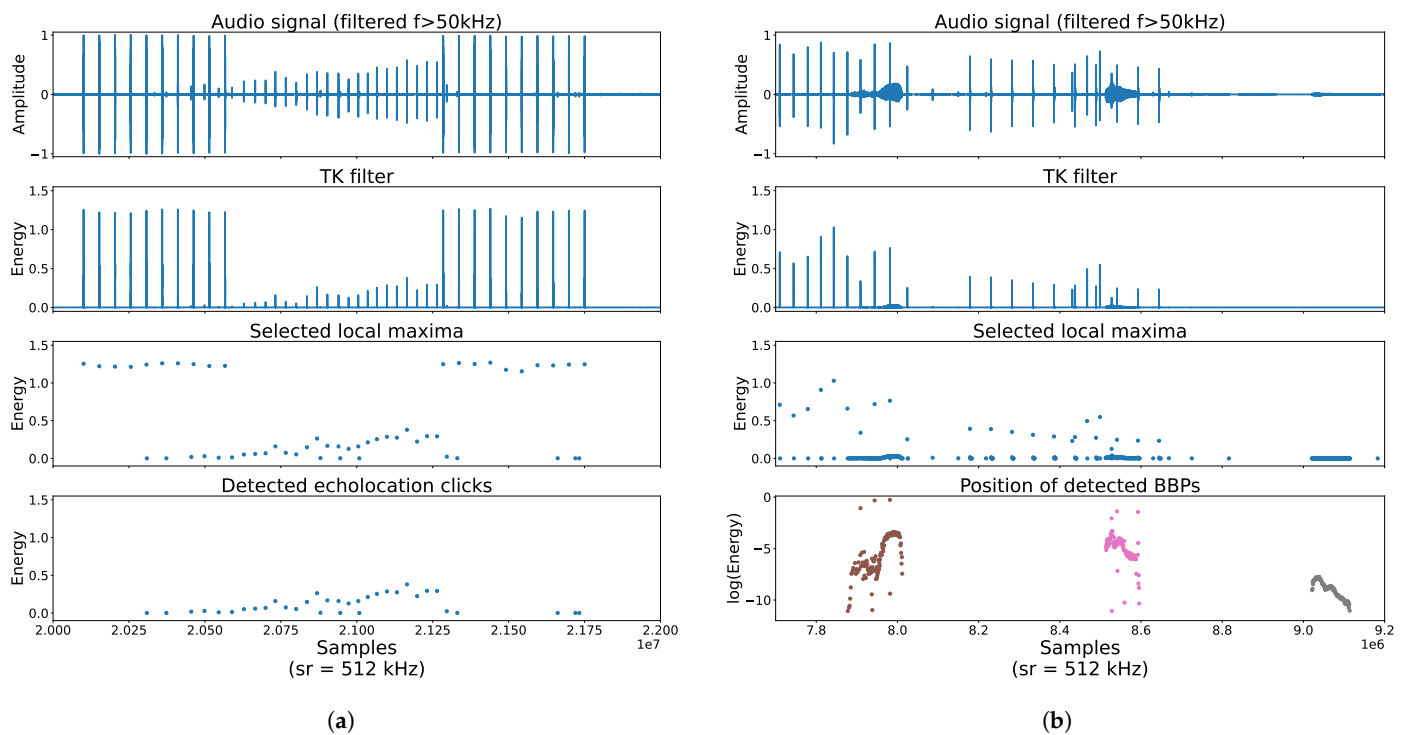 Audio signal (filtered f>50kHz)
1
0
−1
Amplitude
TK filter
1.5
1.0
0.5
0.0
Energy
Selected local maxima
1.5
1.0
0.5
0.0
Energy
Detected echolocation clicks
1.5
1.0
0.5
0.0
Energy
2.000 2.025 2.050 2.075 2.100 2.125 2.150 2.175 2.200
1e7
Samples
(sr = 512 kHz)
(a)
Audio signal (filtered f>50kHz)
1
0
−1
Amplitude
TK filter
1.5
1.0
0.5
0.0
Energy
Selected local maxima
1.5
1.0
0.5
0.0
Energy
Position of detected BBPs
0
−5
−10
log(Energy)
7.8 8.0 8.2 8.4 8.6 8.8 9.0 9.2
1e6
Samples
(sr = 512 kHz)
(b)